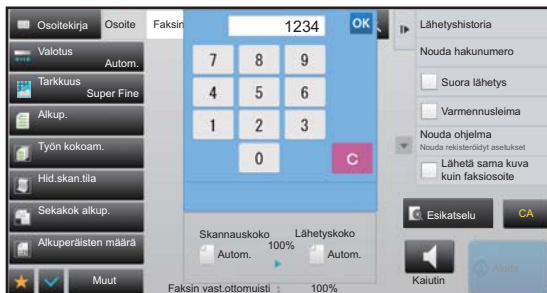 Osoitekirja
Osoite
Faksin
1234
OK
Valotus
Autom.
Tarkkuus
Super Fine
Alkup.
Työn kokoam.
Hid.skan.tila
Sekakok alkup.
Alkuperäisten määrä
Muut
7 8 9
4 5 6
1 2 3
0 C
Skannauskoko
Lähetyskoko
100%
Autom.
Autom.
Faksin vast.ottomuisti : 100%
Lähetyshistoria
Nouda hakunumero
Suora lähetys
Varmennusleima
Nouda ohjelma
Nouda rekisteröidyt asetukset
Lähetä sama kuva
kuin faksiosoite
Esikatselu
CA
Kaiutin
Aloita